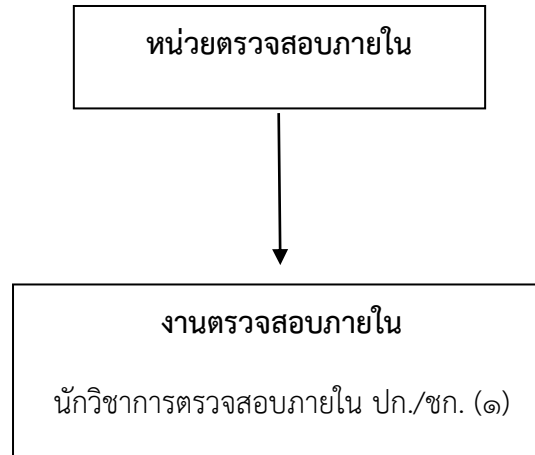 หน่วยตรวจสอบภายใน
งานตรวจสอบภายใน
นักวิชาการตรวจสอบภายใน ปก./ชก. (๑)